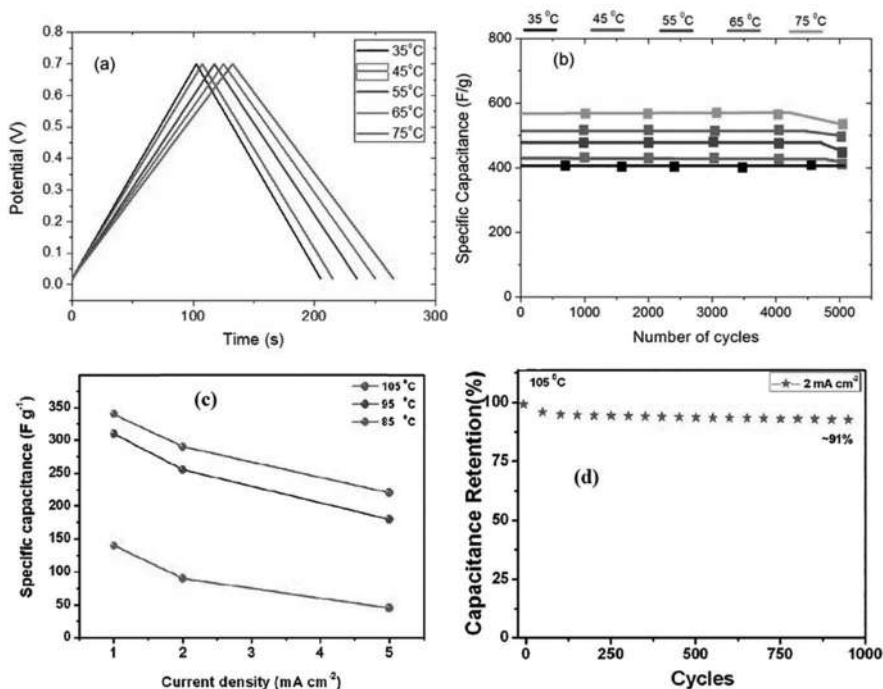 (a)
35°C
45°C
55°C
65°C
75°C
0.8
0.7
0.6
0.5
0.4
0.3
0.2
0.1
0.0
Potential (V)
0 100 200 300
Time (s)
35 °C 45 °C 55 °C 65 °C 75 °C
(b)
800
600
400
200
0
Specific Capacitance (F/g)
0 1000 2000 3000 4000 5000
Number of cycles
(c)
105 °C
95 °C
85 °C
350
300
250
200
150
100
50
0
Specific capacitance (F g⁻¹)
1 2 3 4 5
Current density (mA cm⁻²)
105 °C
2 mA cm⁻²
~91%
(d)
100
75
50
25
0
Capacitance Retention(%)
0 250 500 750 1000
Cycles